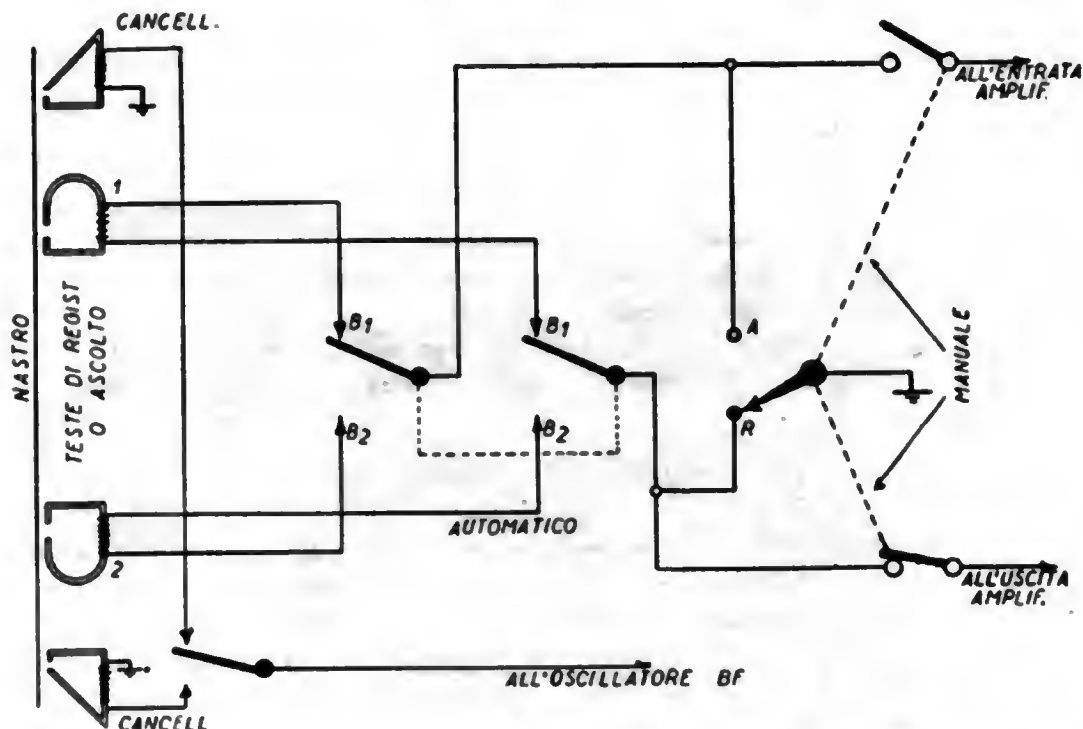 CANCELL.
ALL'ENTRATA
AMPLIF.
1
NASTRO
TESTE DI REGIST
O ASCOLTO
B1
B1
A
MANUALE
B2
B2
R
AUTOMATICO
2
ALL'USCITA
AMPLIF.
ALL'OSCILLATORE BF
CANCELL